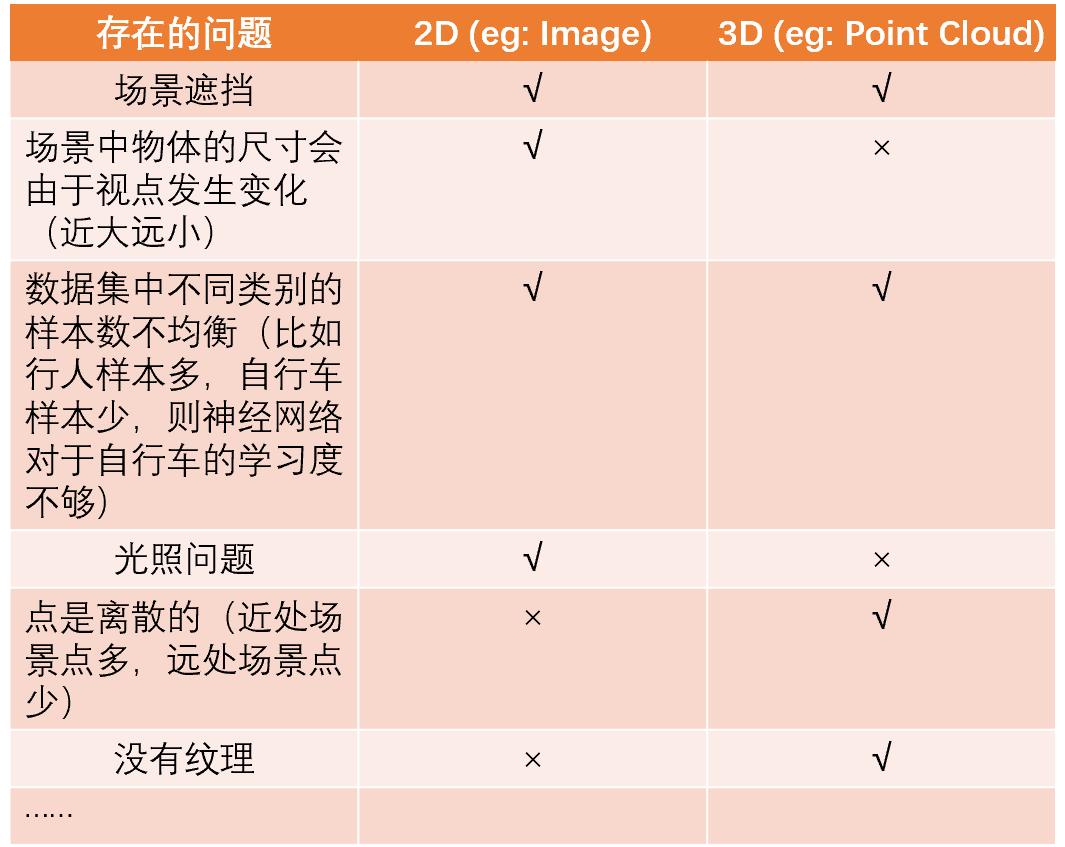 存在的问题 2D (eg: Image) 3D (eg: Point Cloud)
场景遮挡 √ √
场景中物体的尺寸会 √ ×
由于视点发生变化
（近大远小）
数据集中不同类别的 √ √
样本数不均衡（比如
行人样本多，自行车
样本少，则神经网络
对于自行车的学习度
不够）
光照问题 √ ×
点是离散的（近处场 × √
景点多，远处场景点
少）
没有纹理 × √
……